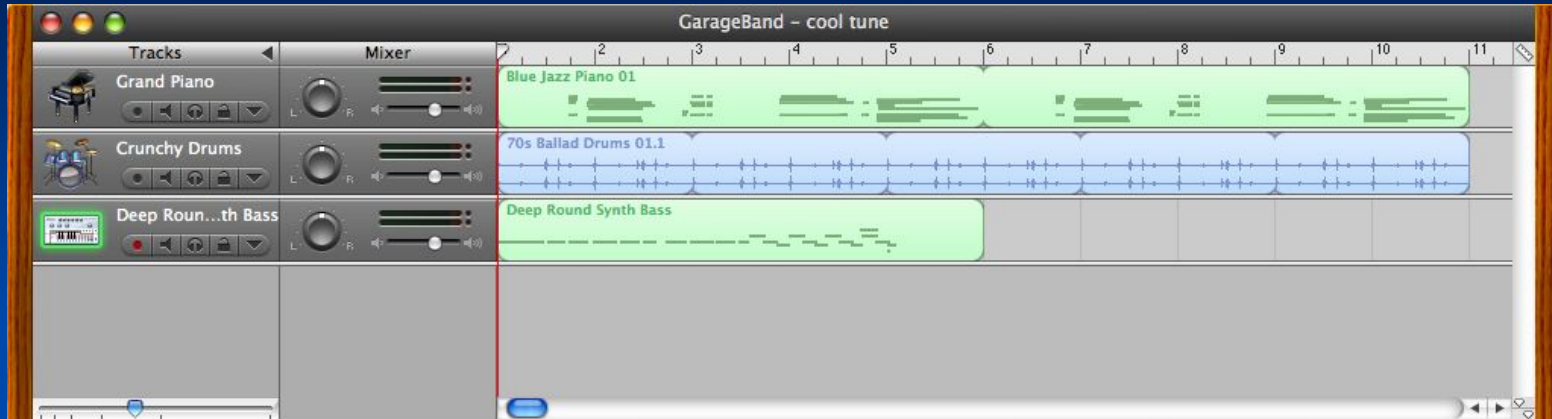 GarageBand – cool tune
Tracks Mixer 2 3 4 5 6 7 8 9 10 11
Grand Piano
L R
Blue Jazz Piano 01
Crunchy Drums
L R
70s Ballad Drums 01.1
Deep Roun...th Bass
L R
Deep Round Synth Bass